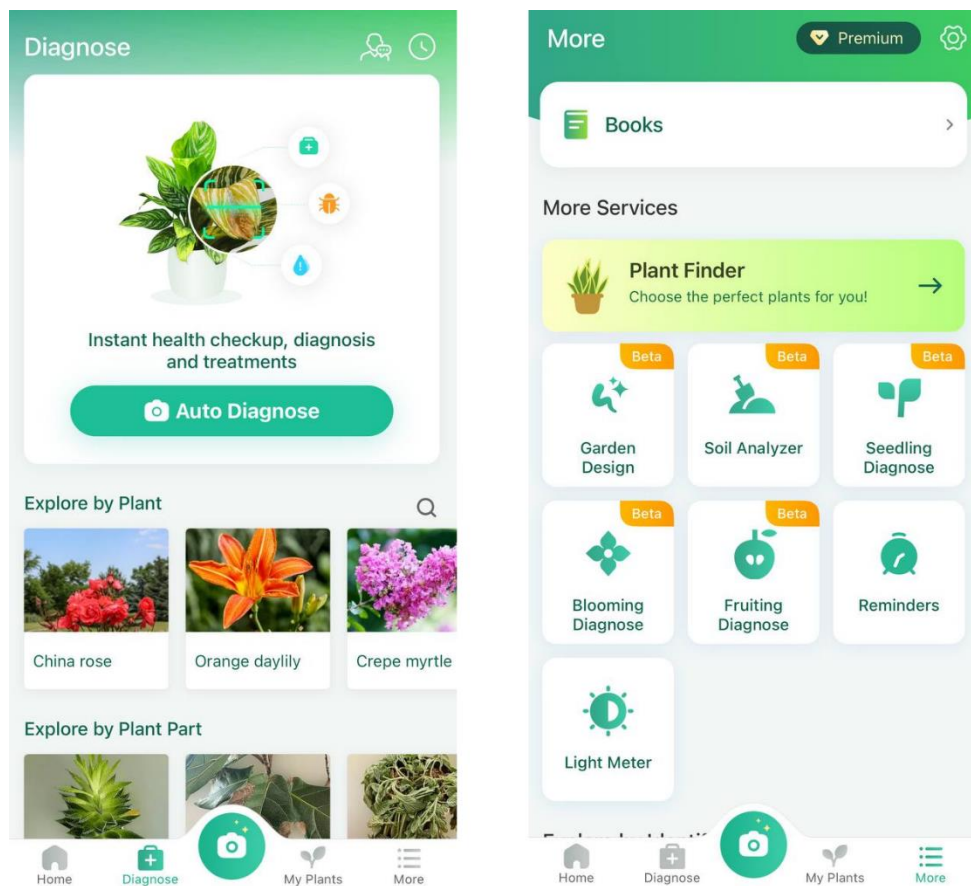 Diagnose
Instant health checkup, diagnosis
and treatments
Auto Diagnose
Explore by Plant
China rose
Orange daylily
Crepe myrtle
Explore by Plant Part
Home
Diagnose
My Plants
More
More
Premium
Books
More Services
Plant Finder
Choose the perfect plants for you!
Beta
Garden
Design
Beta
Soil Analyzer
Beta
Seedling
Diagnose
Beta
Blooming
Diagnose
Beta
Fruiting
Diagnose
Reminders
Light Meter
Home
Diagnose
My Plants
More